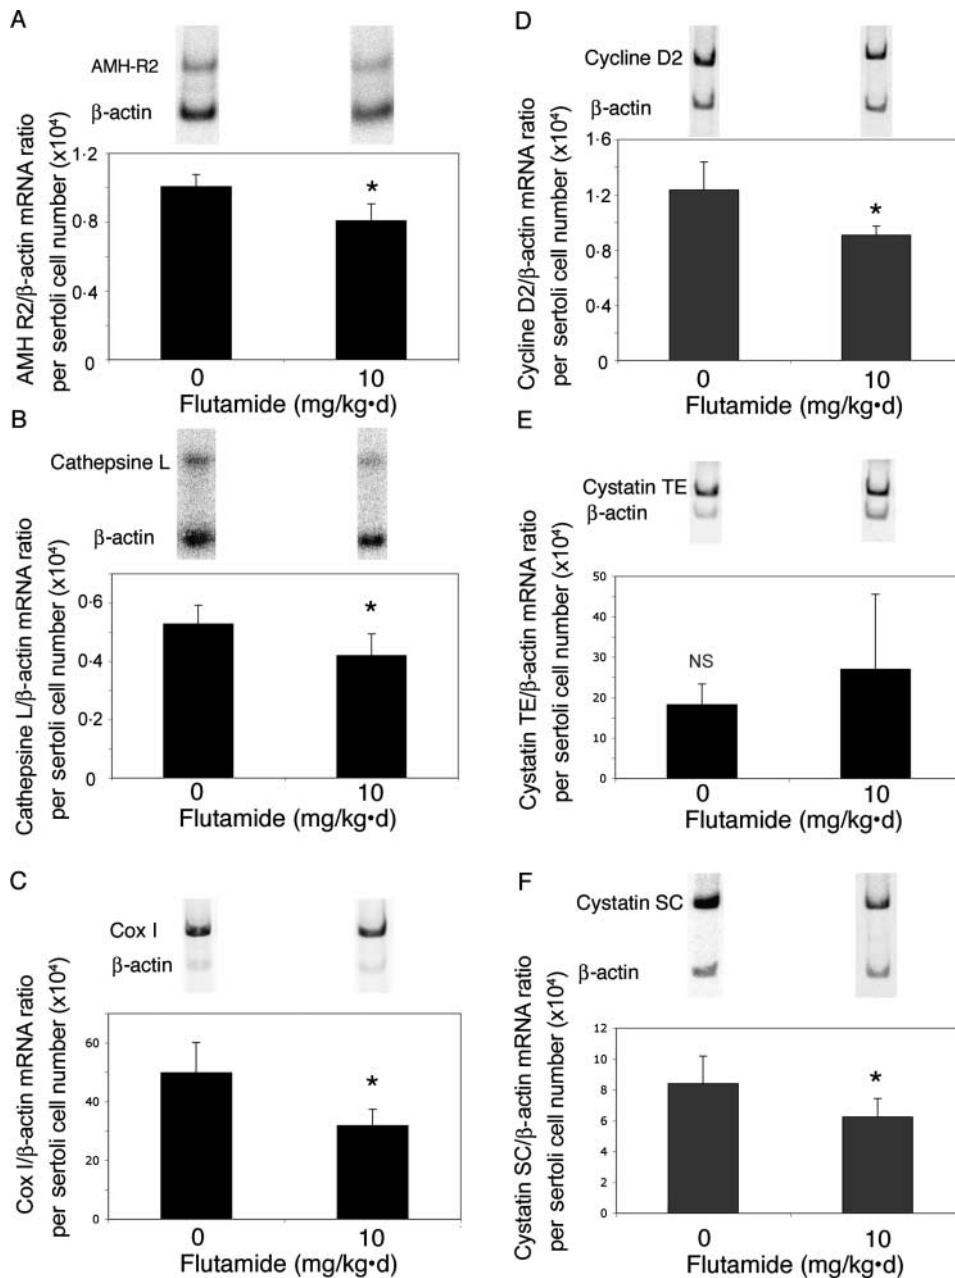 A
AMH-R2
β-actin
AMH R2/β-actin mRNA ratio
per sertoli cell number (x10⁴)
1·2
0·8
0·4
0
*
0 10
Flutamide (mg/kg•d)
B
Cathepsine L
β-actin
Cathepsine L/β-actin mRNA ratio
per sertoli cell number (x10⁴)
0·6
0·4
0·2
0
*
0 10
Flutamide (mg/kg•d)
C
Cox I
β-actin
Cox I/β-actin mRNA ratio
per sertoli cell number (x10⁴)
60
40
20
0
*
0 10
Flutamide (mg/kg•d)
D
Cycline D2
β-actin
Cycline D2/β-actin mRNA ratio
per sertoli cell number (x10⁴)
1·6
1·2
0·8
0·4
0
*
0 10
Flutamide (mg/kg•d)
E
Cystatin TE
β-actin
Cystatin TE/β-actin mRNA ratio
per sertoli cell number (x10⁴)
50
40
30
20
10
0
NS
0 10
Flutamide (mg/kg•d)
F
Cystatin SC
β-actin
Cystatin SC/β-actin mRNA ratio
per sertoli cell number (x10⁴)
12
10
8
6
4
2
0
*
0 10
Flutamide (mg/kg•d)